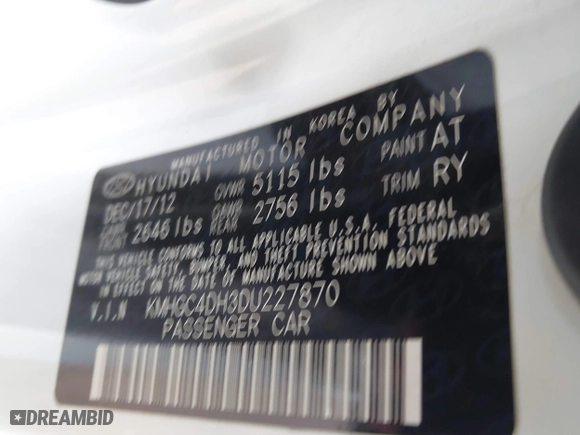 MANUFACTURED IN KOREA BY
HYUNDAI MOTOR COMPANY
DEC/17/12 GVWR 5115 lbs PAINT AT
GAWR FRNT 2646 lbs GAWR REAR 2756 lbs TRIM RY
THIS VEHICLE CONFORMS TO ALL APPLICABLE U.S.A. FEDERAL
MOTOR VEHICLE SAFETY, BUMPER, AND THEFT PREVENTION STANDARDS
IN EFFECT ON THE DATE OF MANUFACTURE SHOWN ABOVE
V.I.N KMHGC4DH3DU227870
PASSENGER CAR
DREAMBID